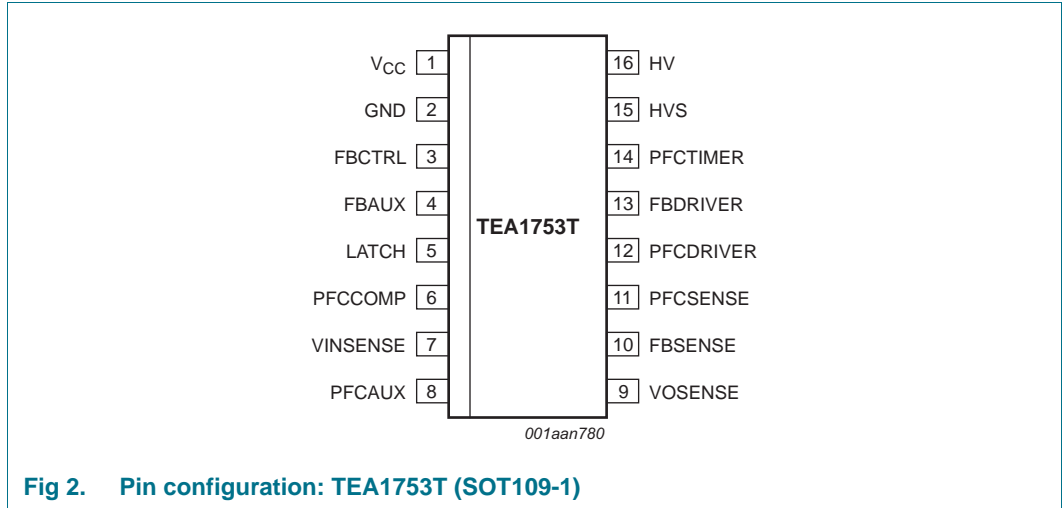 V_CC 1 16 HV
GND 2 15 HVS
FBCTRL 3 14 PFCTIMER
FBAUX 4 13 FBDRIVER
TEA1753T
LATCH 5 12 PFCDRIVER
PFCCOMP 6 11 PFCSENSE
VINSENSE 7 10 FBSENSE
PFCAUX 8 9 VOSENSE
001aan780
Fig 2. Pin configuration: TEA1753T (SOT109-1)